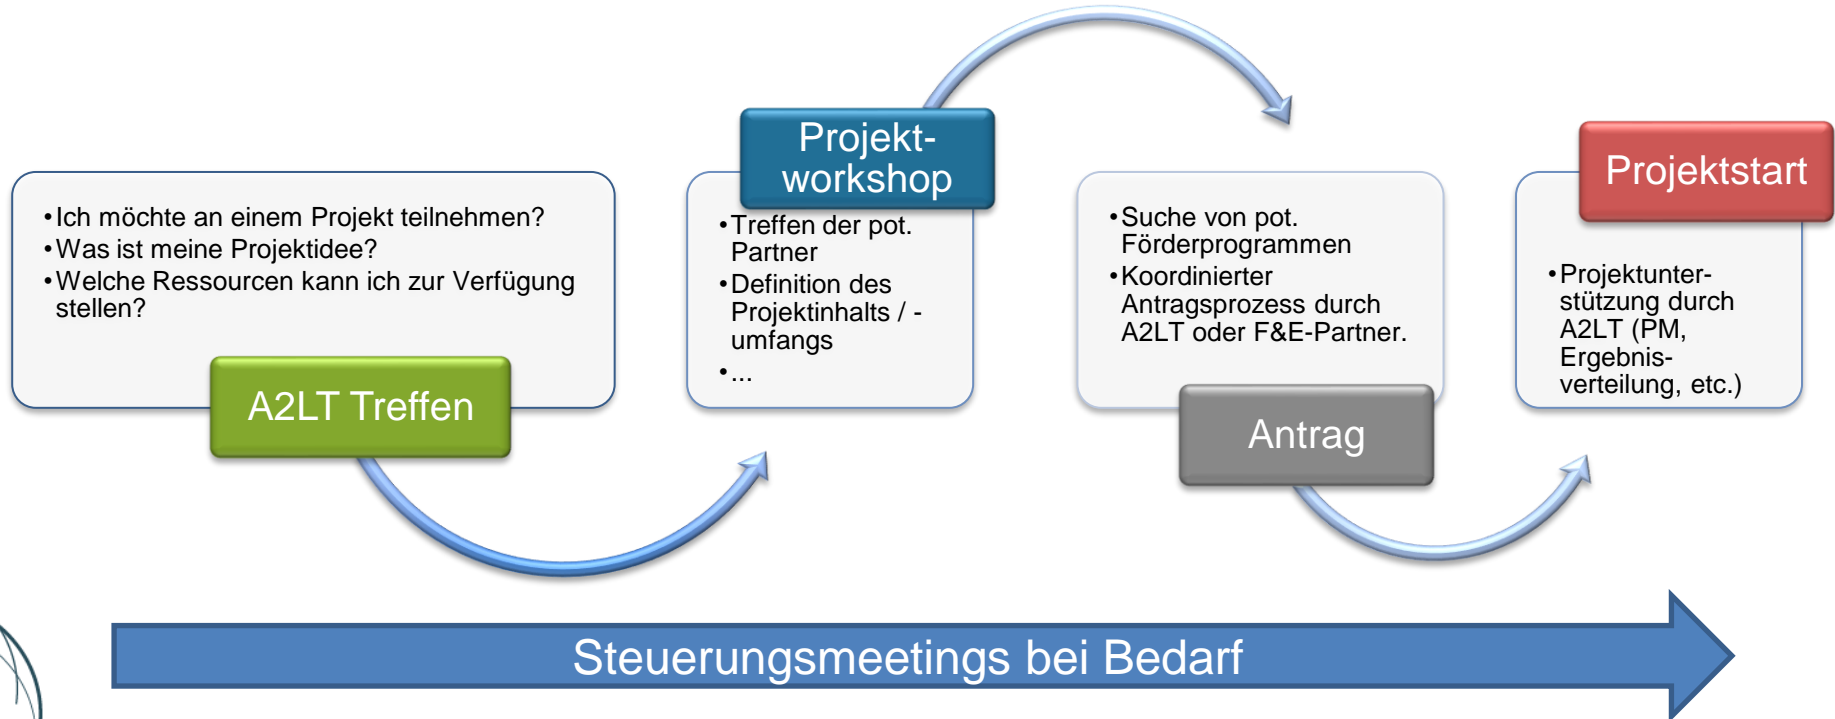 •Ich möchte an einem Projekt teilnehmen?
•Was ist meine Projektidee?
•Welche Ressourcen kann ich zur Verfügung
stellen?
A2LT Treffen
Projekt-
workshop
•Treffen der pot.
Partner
•Definition des
Projektinhalts / -
umfangs
•...
•Suche von pot.
Förderprogrammen
•Koordinierter
Antragsprozess durch
A2LT oder F&E-Partner.
Antrag
Projektstart
•Projektunter-
stützung durch
A2LT (PM,
Ergebnis-
verteilung, etc.)
Steuerungsmeetings bei Bedarf